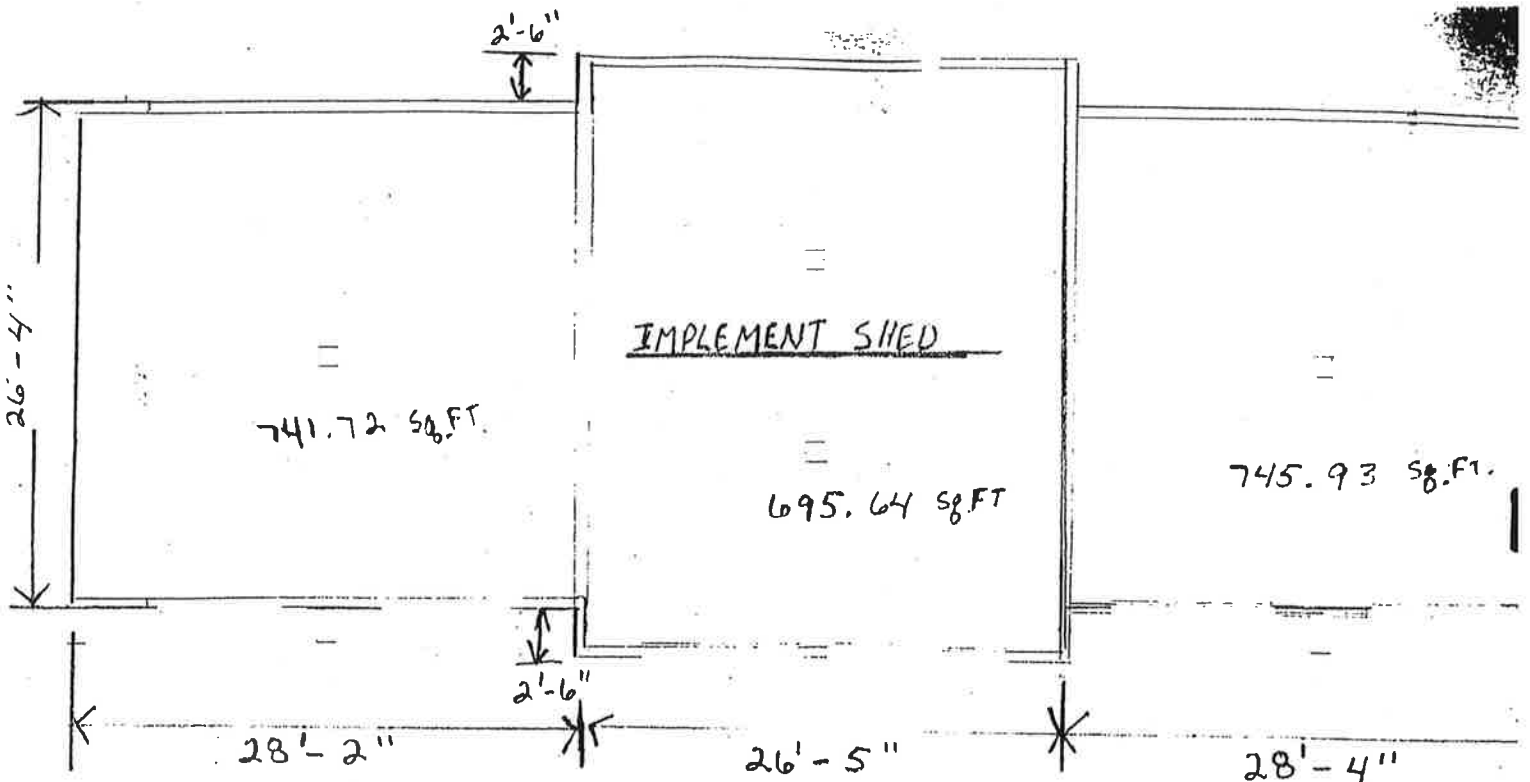 2'-6"
26'-4"
IMPLEMENT SHED
741.72 Sq.FT.
695.64 Sq.FT
745.93 Sq.FT.
2'-6"
28'-2"
26'-5"
28'-4"